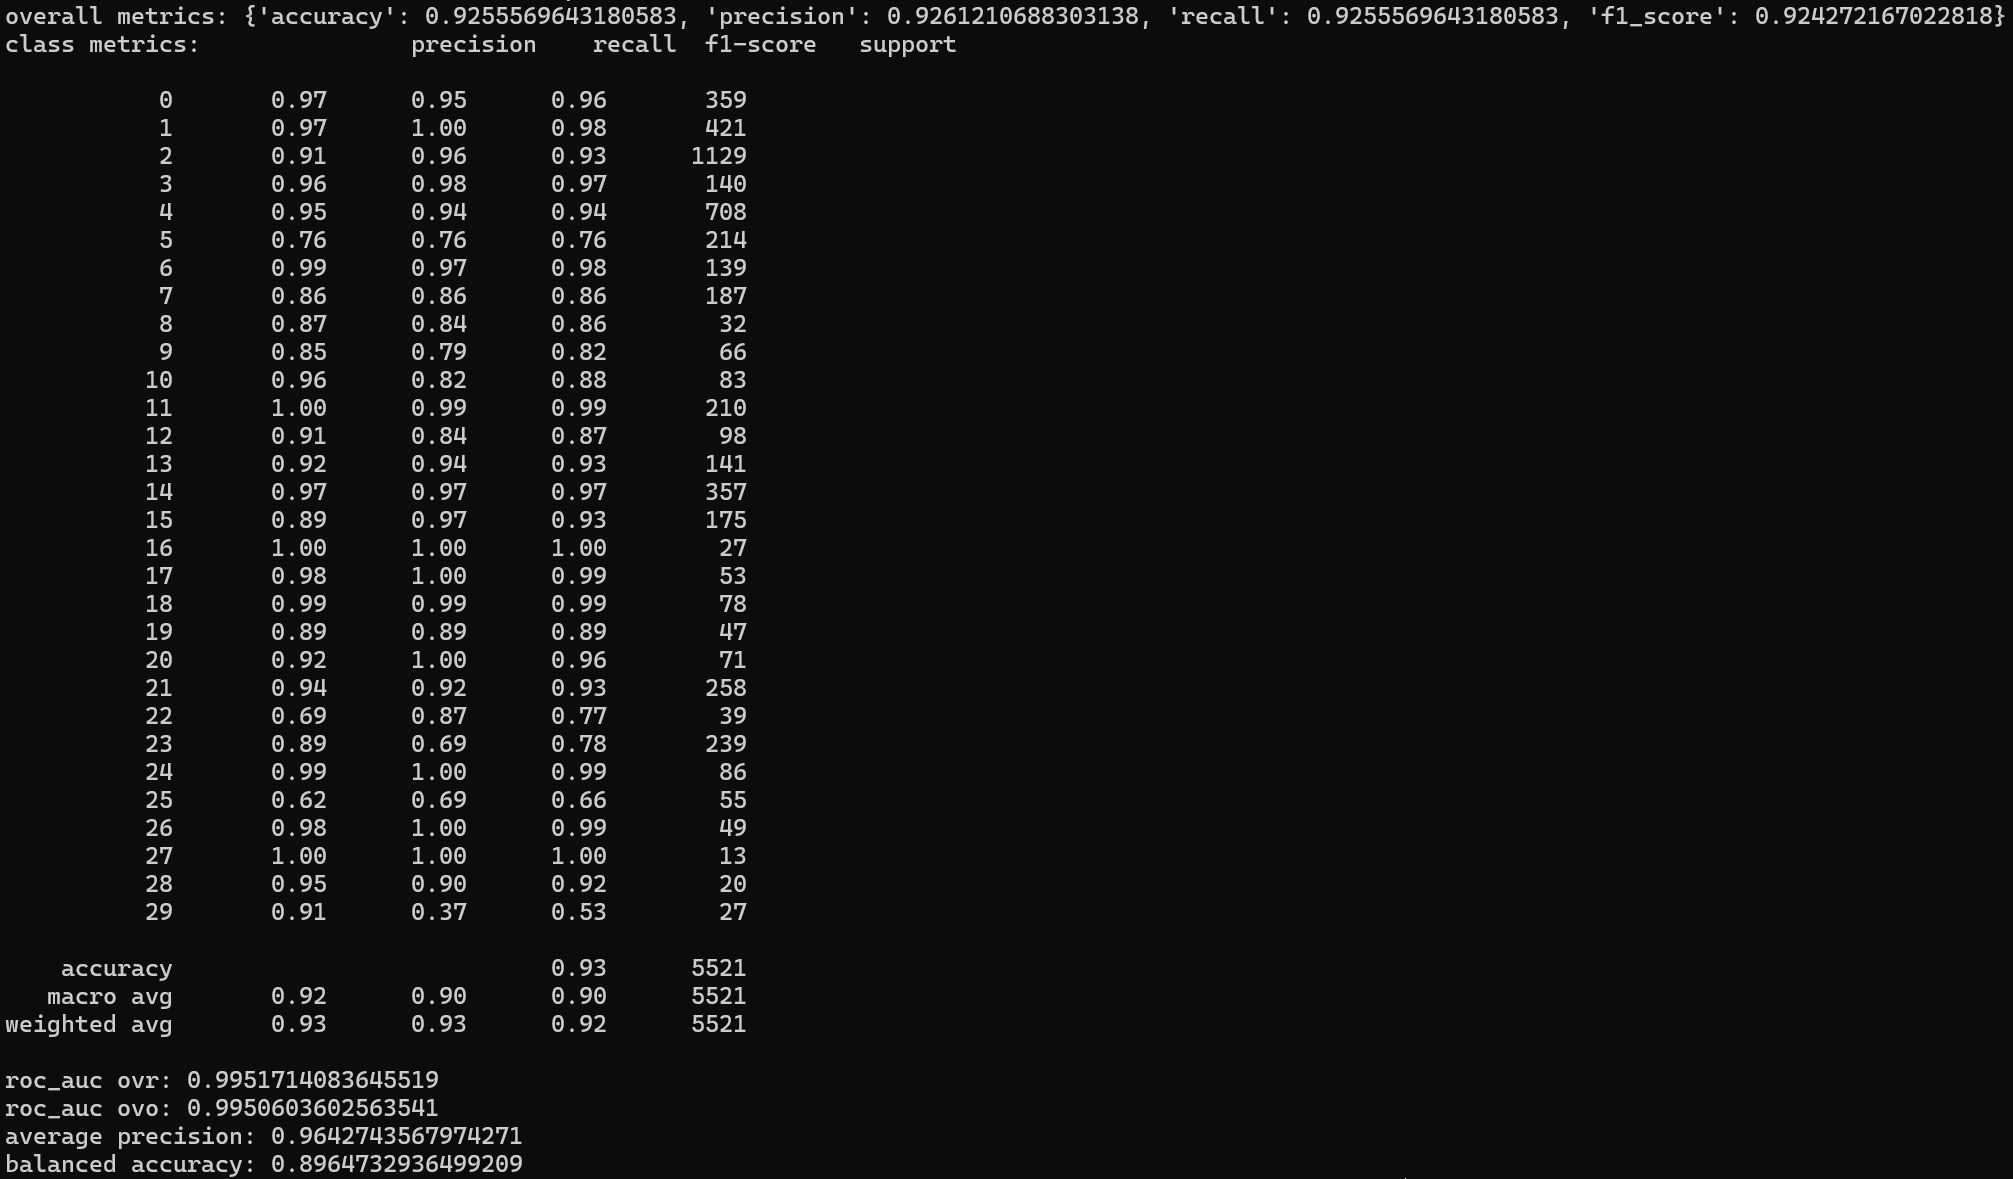 overall metrics: {'accuracy': 0.9255569643180583, 'precision': 0.9261210688303138, 'recall': 0.9255569643180583, 'f1_score': 0.924272167022818}
class metrics:               precision    recall  f1-score   support
0       0.97      0.95      0.96       359
1       0.97      1.00      0.98       421
2       0.91      0.96      0.93      1129
3       0.96      0.98      0.97       140
4       0.95      0.94      0.94       708
5       0.76      0.76      0.76       214
6       0.99      0.97      0.98       139
7       0.86      0.86      0.86       187
8       0.87      0.84      0.86        32
9       0.85      0.79      0.82        66
10       0.96      0.82      0.88        83
11       1.00      0.99      0.99       210
12       0.91      0.84      0.87        98
13       0.92      0.94      0.93       141
14       0.97      0.97      0.97       357
15       0.89      0.97      0.93       175
16       1.00      1.00      1.00        27
17       0.98      1.00      0.99        53
18       0.99      0.99      0.99        78
19       0.89      0.89      0.89        47
20       0.92      1.00      0.96        71
21       0.94      0.92      0.93       258
22       0.69      0.87      0.77        39
23       0.89      0.69      0.78       239
24       0.99      1.00      0.99        86
25       0.62      0.69      0.66        55
26       0.98      1.00      0.99        49
27       1.00      1.00      1.00        13
28       0.95      0.90      0.92        20
29       0.91      0.37      0.53        27
accuracy                           0.93      5521
macro avg       0.92      0.90      0.90      5521
weighted avg       0.93      0.93      0.92      5521
roc_auc ovr: 0.9951714083645519
roc_auc ovo: 0.9950603602563541
average precision: 0.9642743567974271
balanced accuracy: 0.8964732936499209